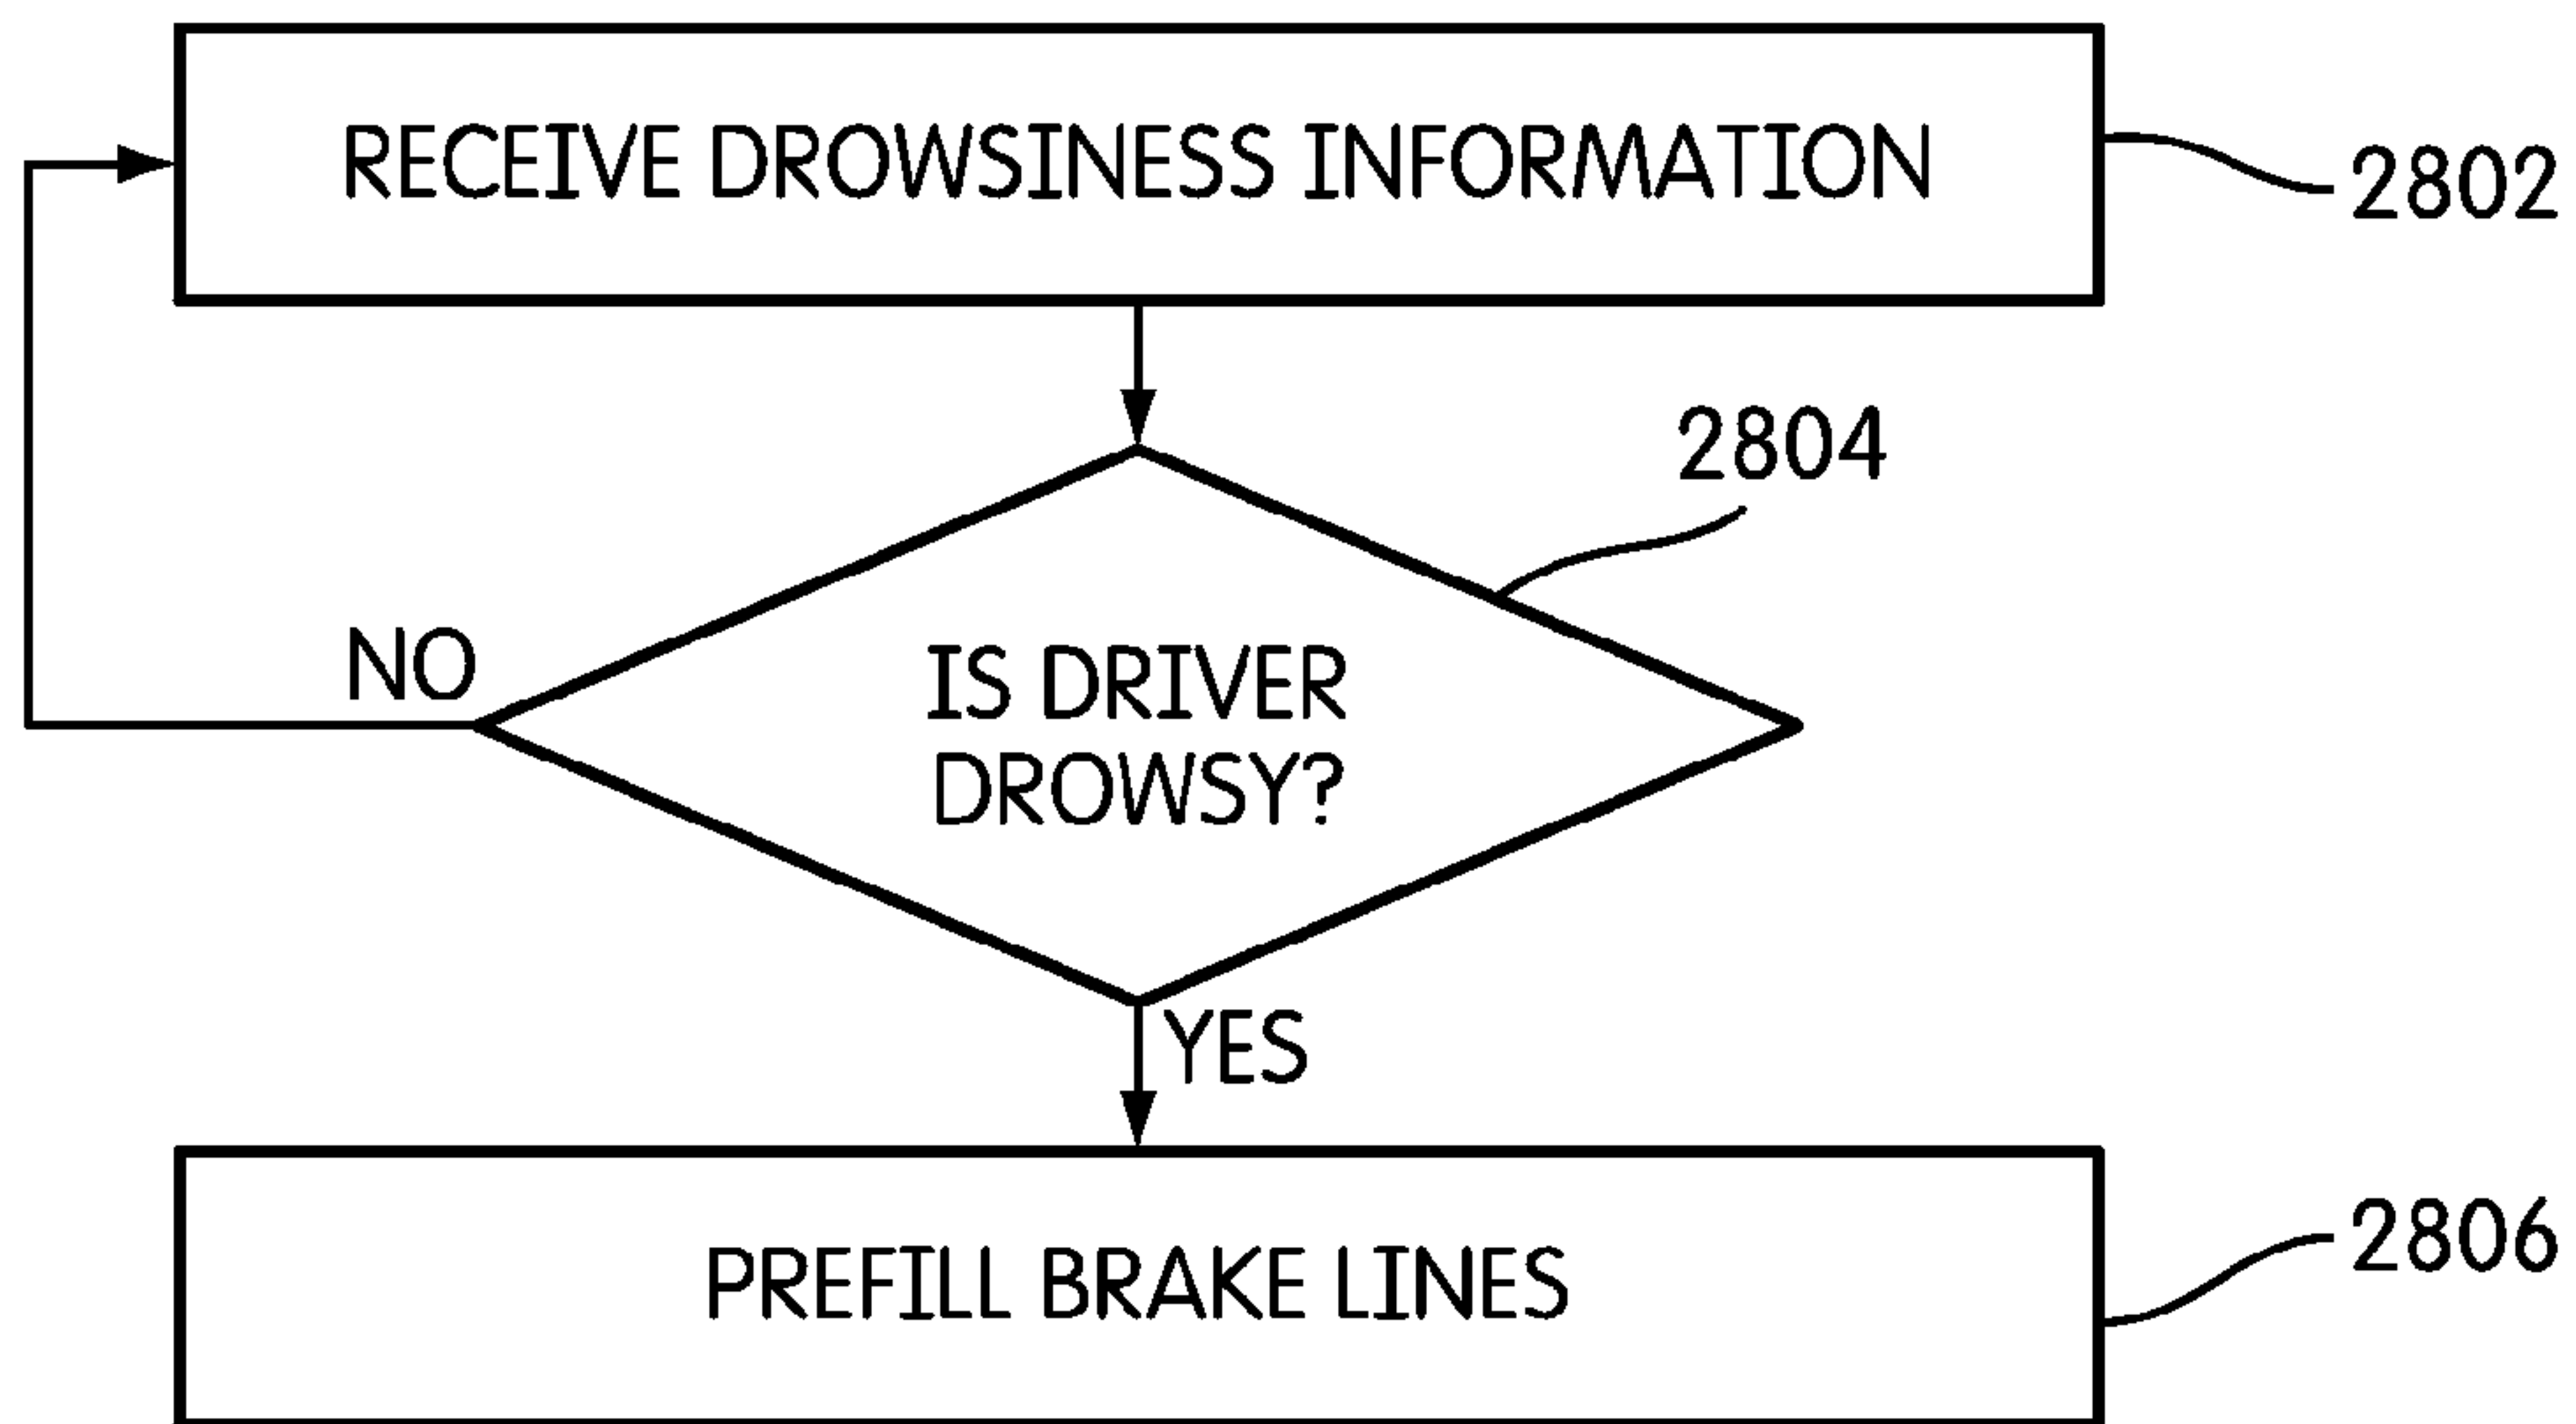 RECEIVE DROWSINESS INFORMATION
2802
2804
IS DRIVER
DROWSY?
NO
YES
PREFILL BRAKE LINES
2806